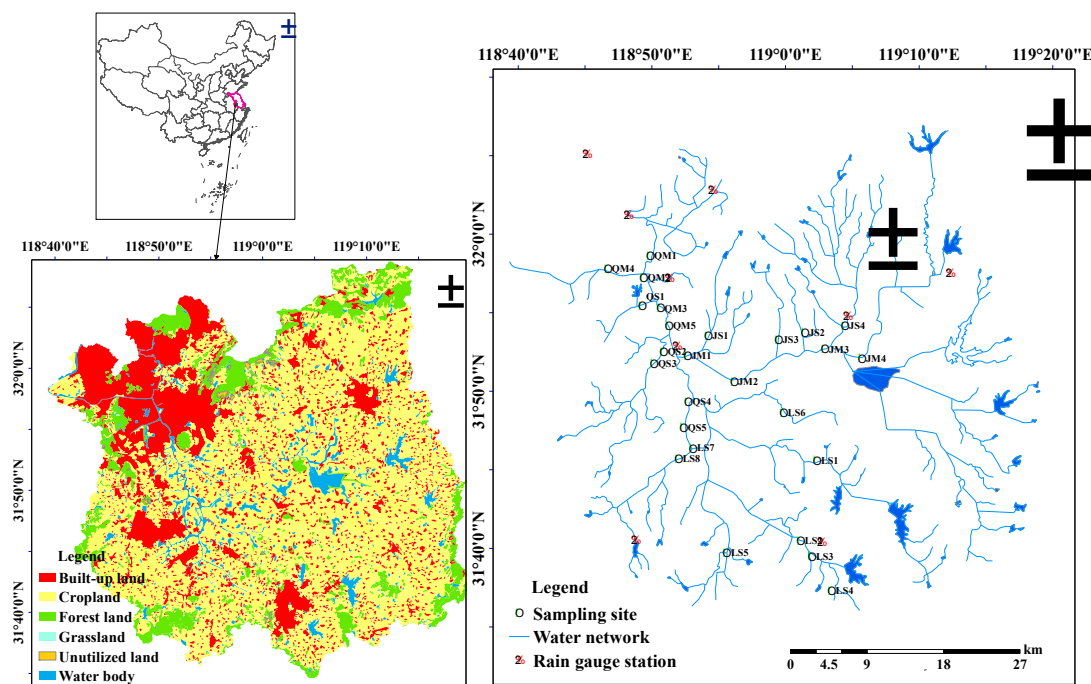 118°40'0"E 118°50'0"E 119°0'0"E 119°10'0"E
32°0'0"N
31°50'0"N
31°40'0"N
Legend
Built-up land
Cropland
Forest land
Grassland
Unutilized land
Water body
118°40'0"E 118°50'0"E 119°0'0"E 119°10'0"E 119°20'0"E
32°0'0"N
31°50'0"N
31°40'0"N
QM1
QM4
QM2
QS1
QM3
QM5
JS1
JS2
JS4
JS3
QS2
JM1
JM3
JM4
QS3
JM2
QS4
LS6
QS5
LS7
LS8
LS1
LS2
LS5
LS3
LS4
Legend
Sampling site
Water network
Rain gauge station
km
0 4.5 9 18 27